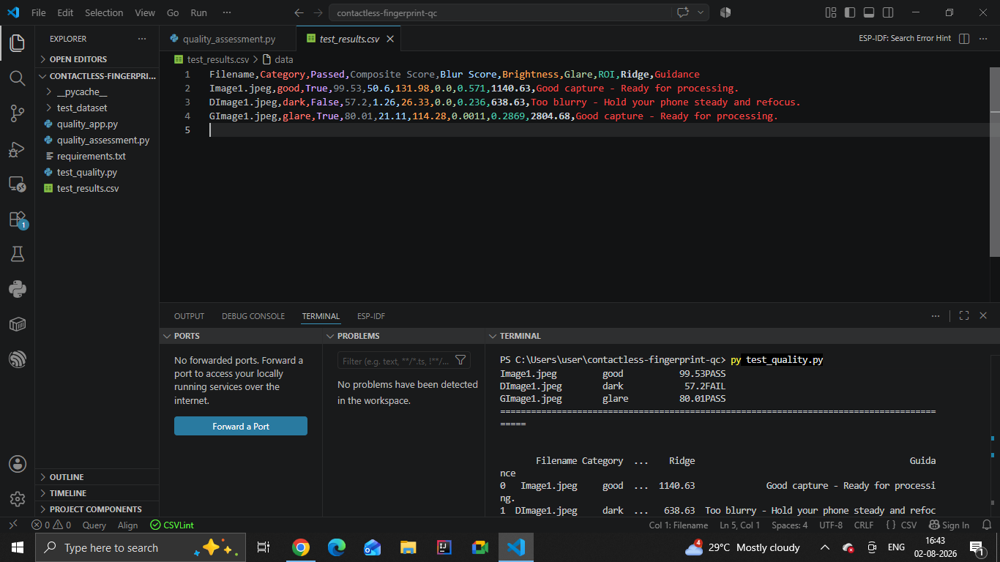 File Edit Selection View Go Run ··· contactless-fingerprint-qc
EXPLORER ···
OPEN EDITORS
CONTACTLESS-FINGERPRI...
__pycache__
test_dataset
quality_app.py
quality_assessment.py
requirements.txt
test_quality.py
test_results.csv
OUTLINE
TIMELINE
PROJECT COMPONENTS
1
quality_assessment.py test_results.csv ESP-IDF: Search Error Hint ···
test_results.csv > data
1 Filename,Category,Passed,Composite Score,Blur Score,Brightness,Glare,ROI,Ridge,Guidance
2 Image1.jpeg,good,True,99.53,50.6,131.98,0.0,0.571,1140.63,Good capture - Ready for processing.
3 DImage1.jpeg,dark,False,57.2,1.26,26.33,0.0,0.236,638.63,Too blurry - Hold your phone steady and refocus.
4 GImage1.jpeg,glare,True,80.01,21.11,114.28,0.0011,0.2869,2804.68,Good capture - Ready for processing.
5
OUTPUT DEBUG CONSOLE TERMINAL ESP-IDF ···
PORTS
No forwarded ports. Forward a
port to access your locally
running services over the
internet.
Forward a Port
PROBLEMS
Filter (e.g. text, **/*.ts, !**/...
No problems have been detected
in the workspace.
TERMINAL
PS C:\Users\user\contactless-fingerprint-qc> py test_quality.py
Image1.jpeg good 99.53PASS
DImage1.jpeg dark 57.2FAIL
GImage1.jpeg glare 80.01PASS
=====================================================================================
=====
Filename Category ... Ridge Guida
nce
0 Image1.jpeg good ... 1140.63 Good capture - Ready for processi
ng.
1 DImage1.jpeg dark ... 638.63 Too blurry - Hold your phone steady and refoc
0 0 Query Align CSVLint Col 1: Filename Ln 5, Col 1 Spaces: 4 UTF-8 CRLF {} CSV Sign In
Type here to search 29°C Mostly cloudy ENG 16:43
02-08-2026
4
1